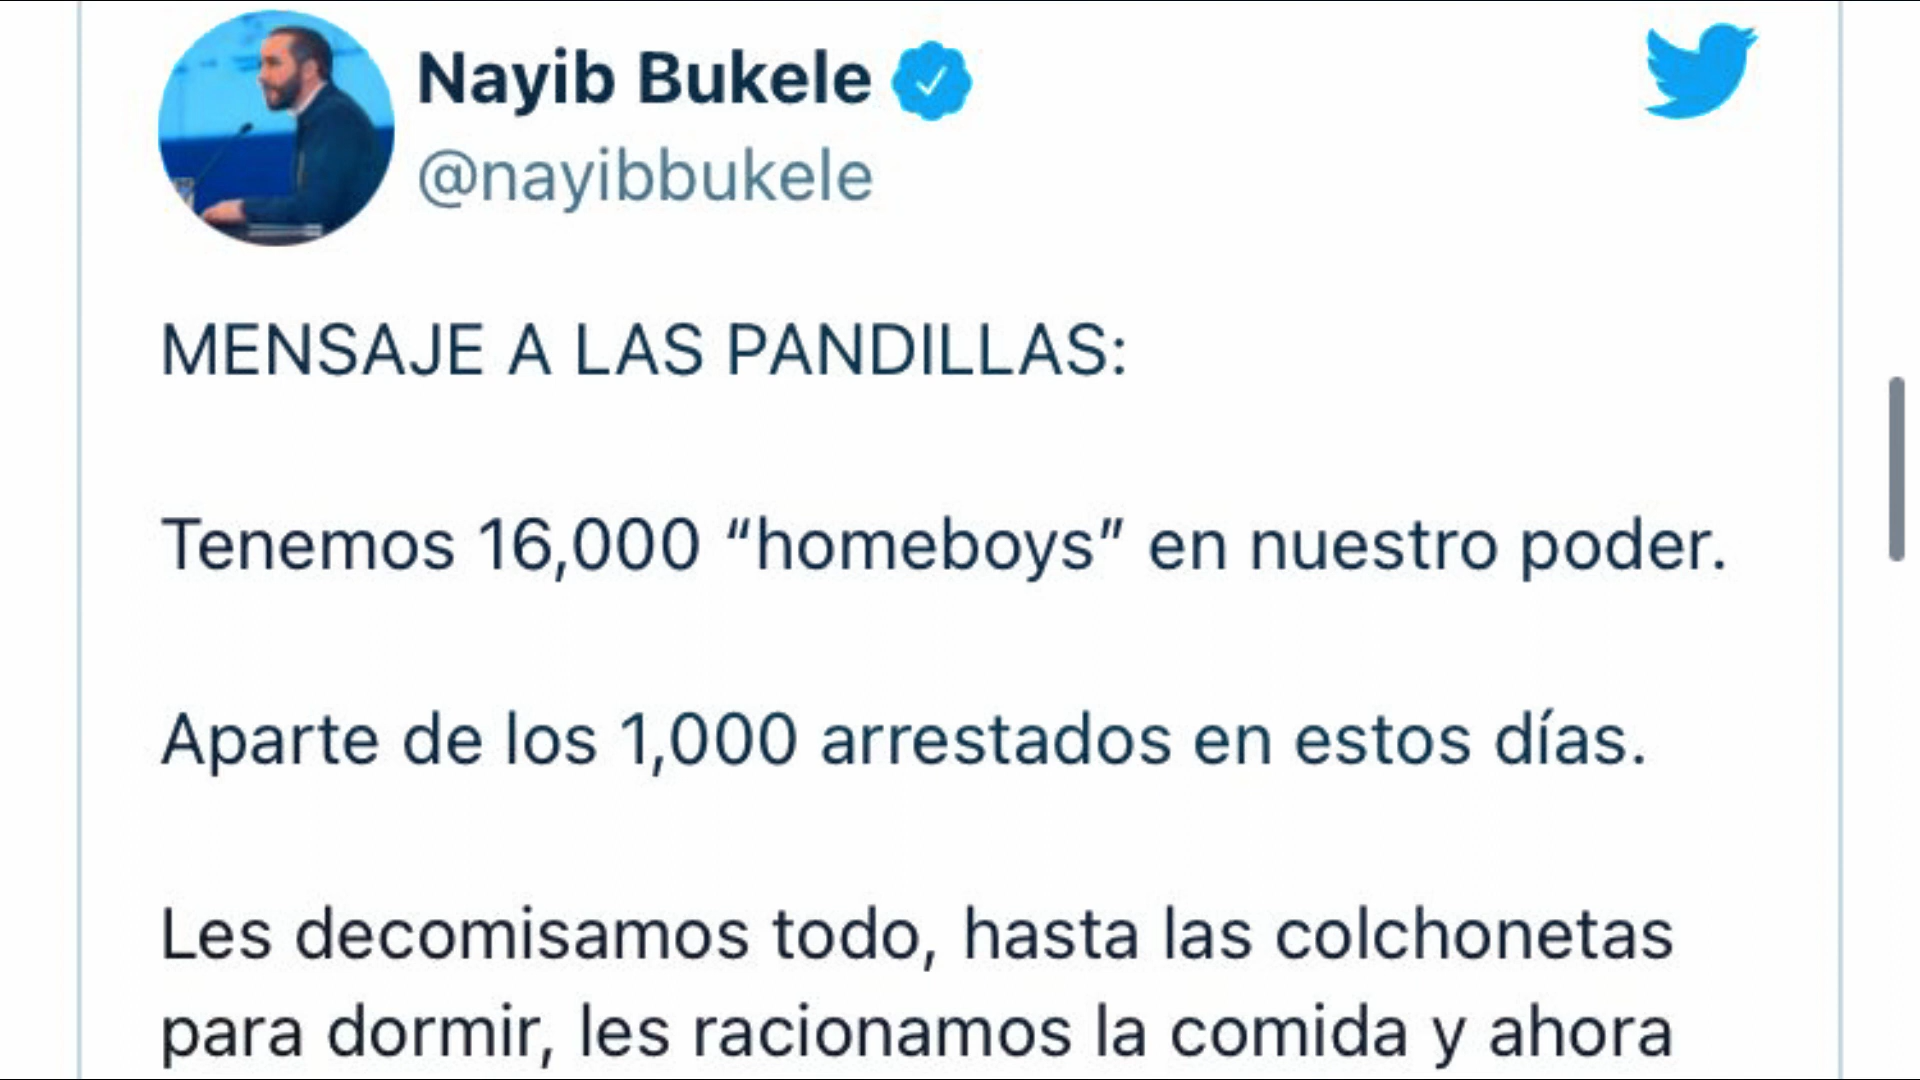 Nayib Bukele
@nayibbukele
MENSAJE A LAS PANDILLAS:
Tenemos 16,000 “homeboys” en nuestro poder.
Aparte de los 1,000 arrestados en estos días.
Les decomisamos todo, hasta las colchonetas
para dormir, les racionamos la comida y ahora